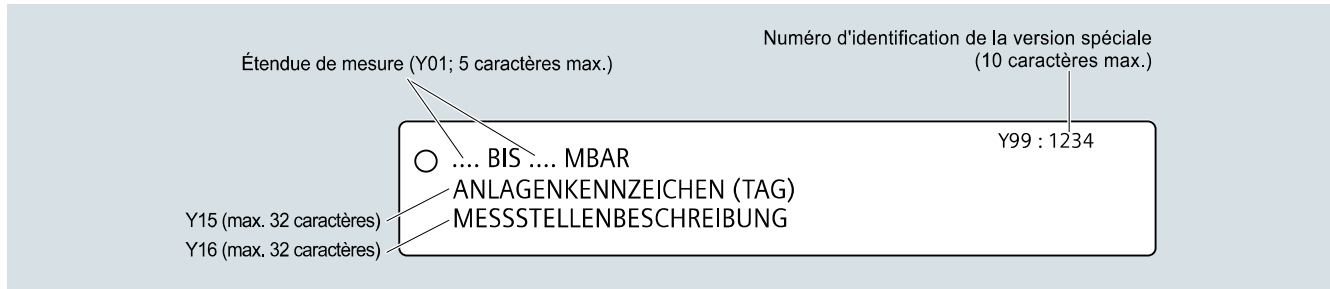 Numéro d'identification de la version spéciale
(10 caractères max.)
Étendue de mesure (Y01; 5 caractères max.)
Y99 : 1234
.... BIS .... MBAR
ANLAGENKENNZEICHEN (TAG)
MESSSTELLENBESCHREIBUNG
Y15 (max. 32 caractères)
Y16 (max. 32 caractères)